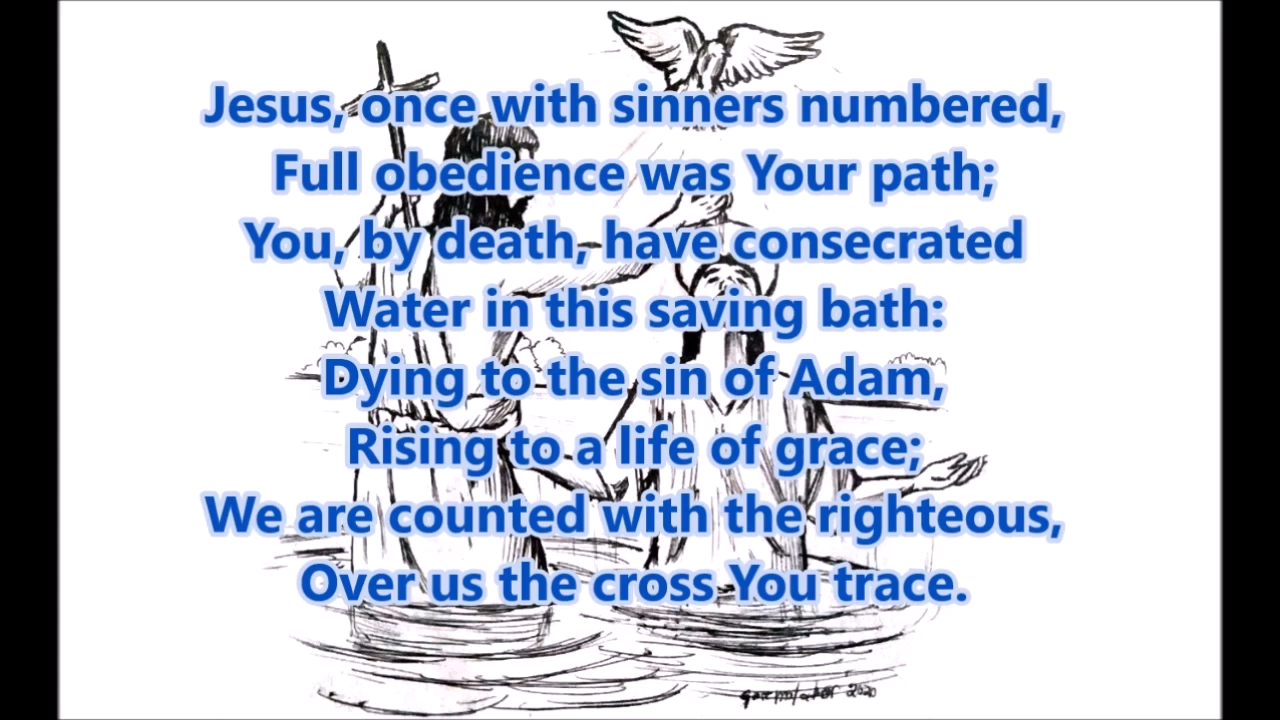 Jesus, once with sinners numbered,
Full obedience was Your path;
You, by death, have consecrated
Water in this saving bath:
Dying to the sin of Adam,
Rising to a life of grace;
We are counted with the righteous,
Over us the cross You trace.
2020